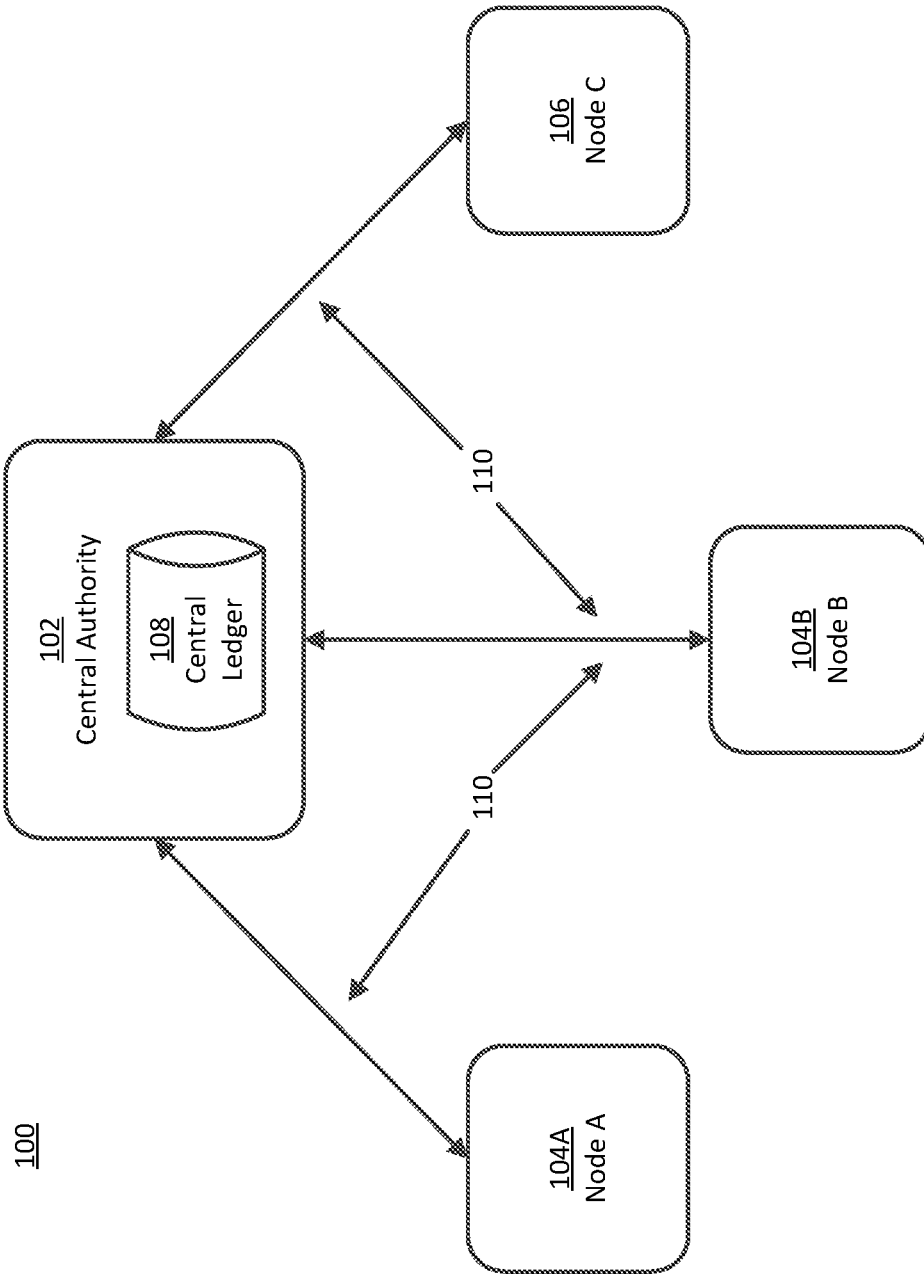 100
102
Central Authority
108
Central
Ledger
110
110
104A
Node A
104B
Node B
106
Node C